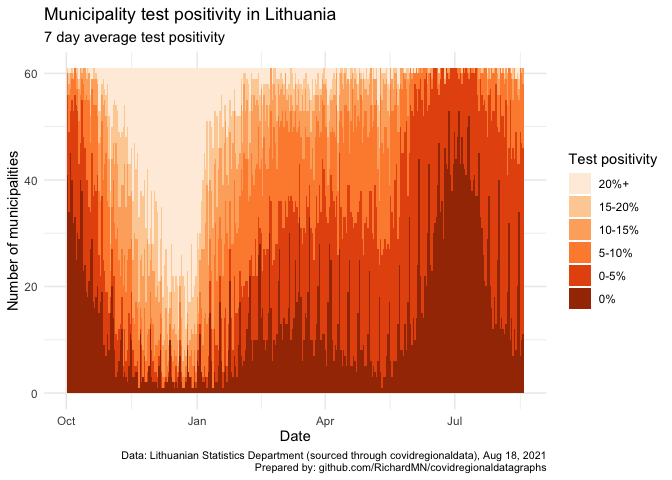 Municipality test positivity in Lithuania
7 day average test positivity
Number of municipalities
60
40
20
0
Oct
Jan
Apr
Jul
Date
Test positivity
20%+
15-20%
10-15%
5-10%
0-5%
0%
Data: Lithuanian Statistics Department (sourced through covidregionaldata), Aug 18, 2021
Prepared by: github.com/RichardMN/covidregionaldatagraphs